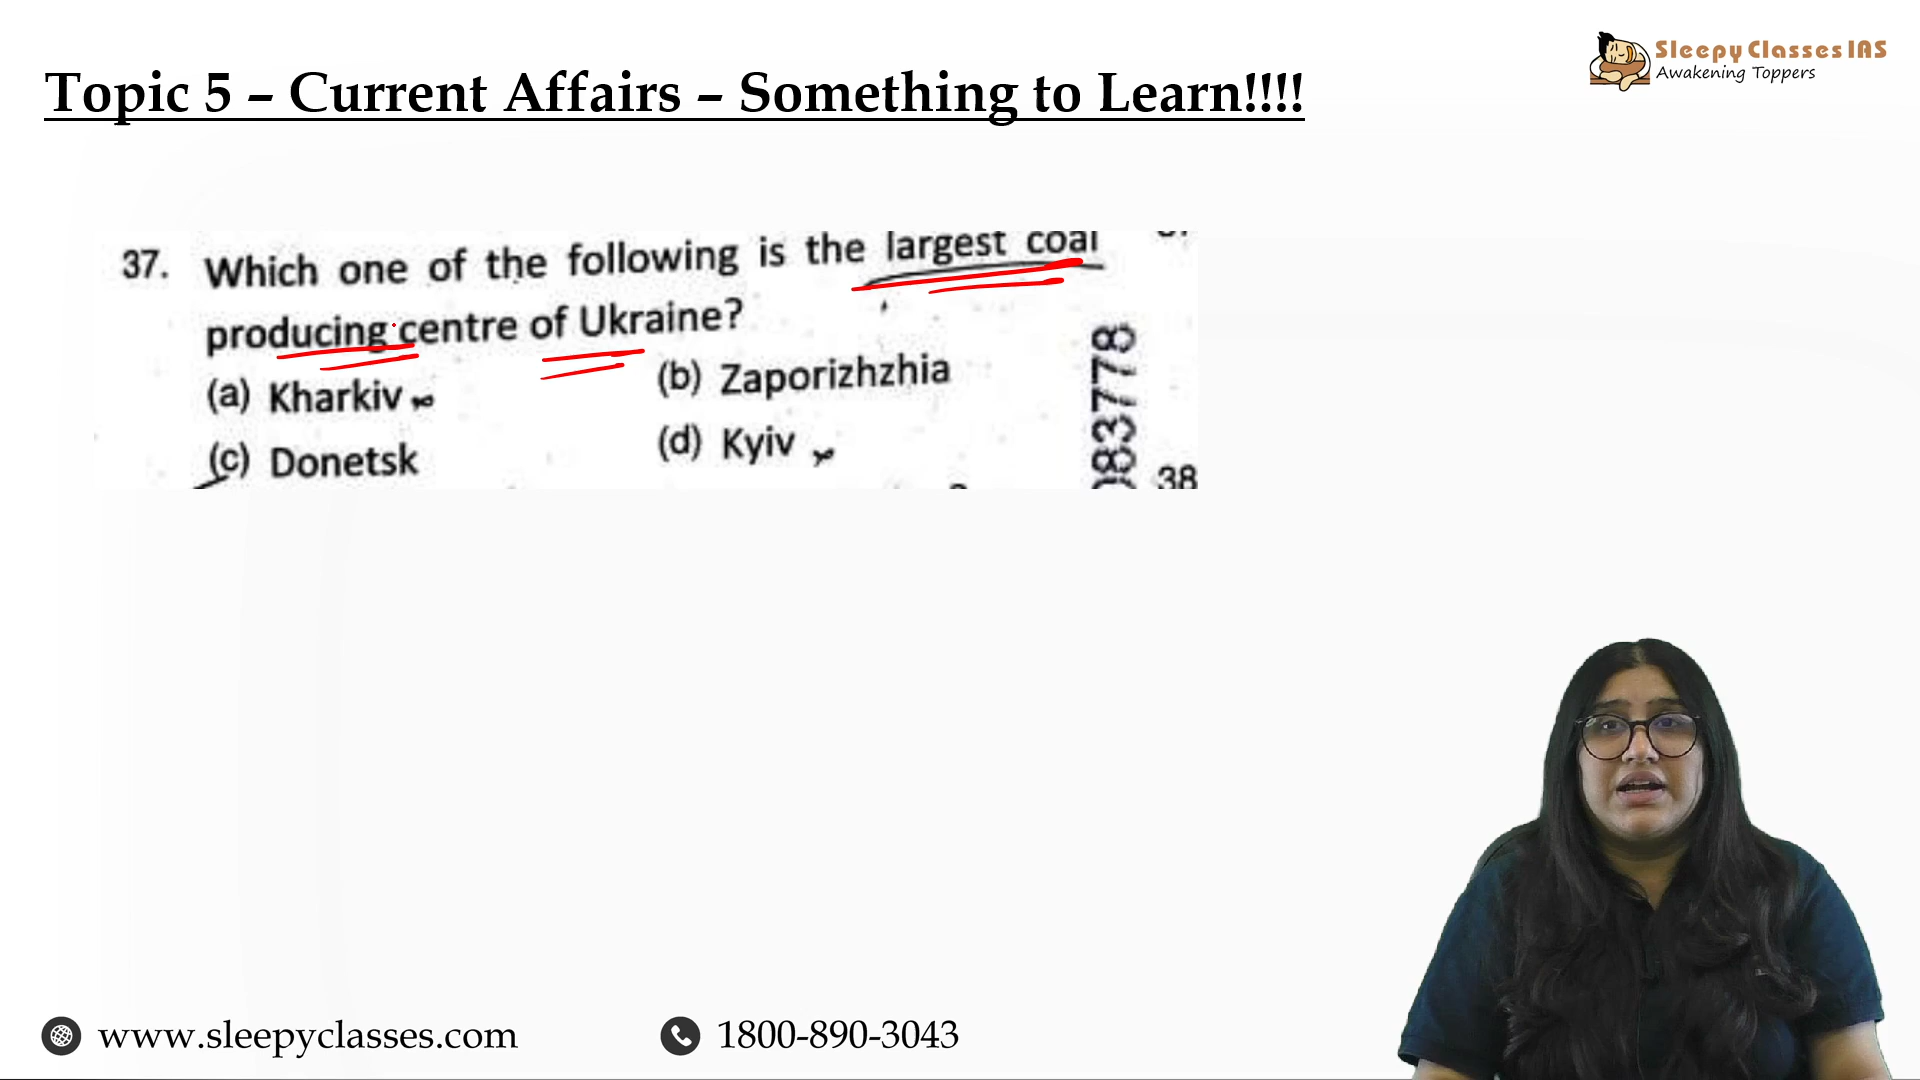 Sleepy Classes IAS
Awakening Toppers
Topic 5 – Current Affairs – Something to Learn!!!!
37. Which one of the following is the largest coal
producing centre of Ukraine?
(a) Kharkiv
(b) Zaporizhzhia
(c) Donetsk
(d) Kyiv
083778
38
www.sleepyclasses.com
1800-890-3043